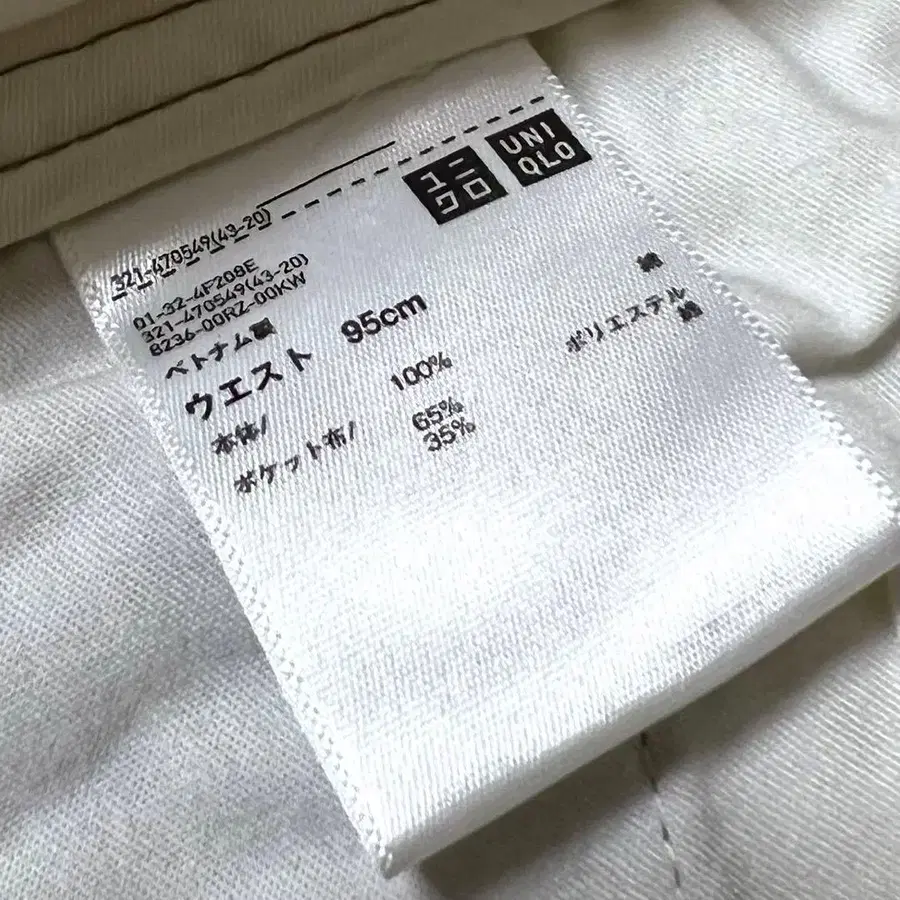 ユニ
クロ
UNI
QLO
321-470549(43-20)
01-32-4F208E
321-470549(43-20)
8236-00RZ-00KW
ベトナム製
ウエスト 95cm
本体/ 100% 綿
ポケット布/ 65% ポリエステル
35% 綿